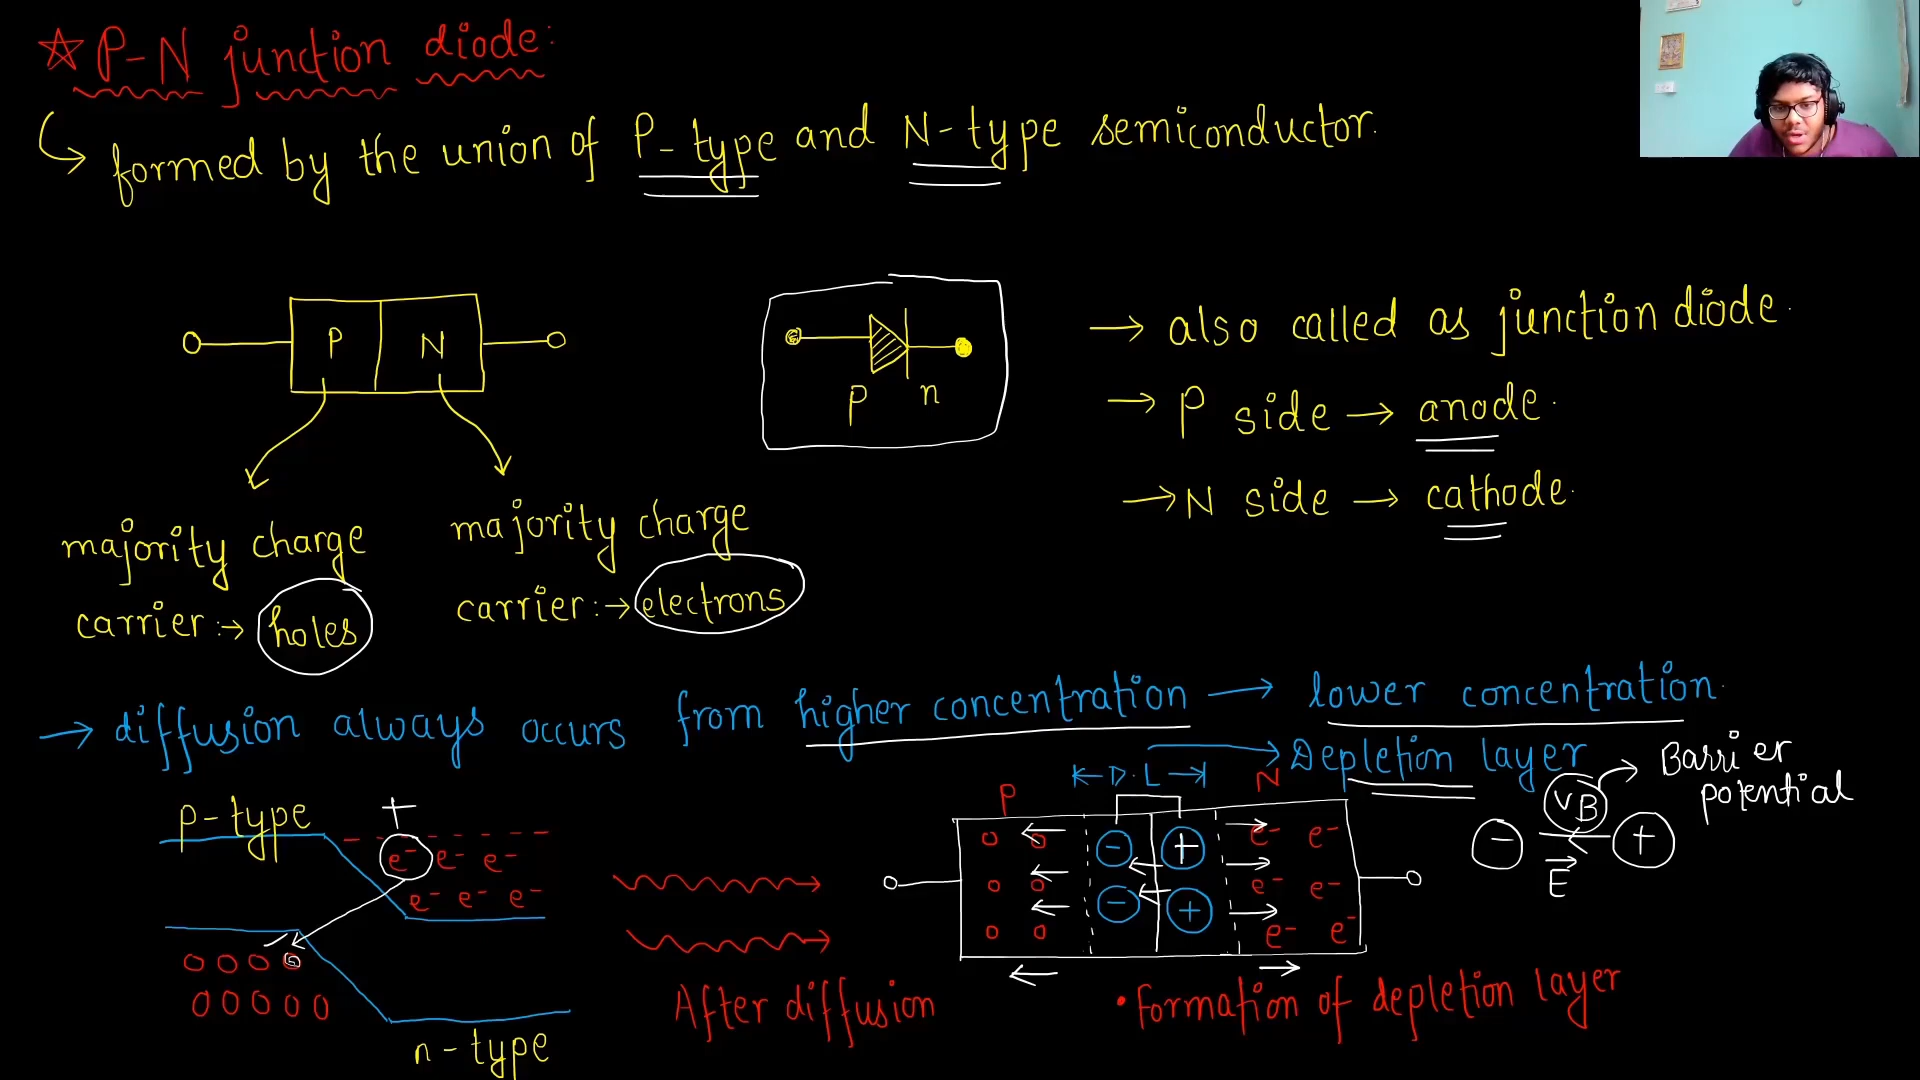 ☆ P-N junction diode:
↳ formed by the union of P-type and N-type semiconductor.
P N
p n
→ also called as junction diode.
→ P side → anode.
→ N side → cathode.
majority charge
carrier:→ holes
majority charge
carrier:→ electrons
→ diffusion always occurs from higher concentration → lower concentration.
← D.L → → Depletion layer
VB → Barrier
potential
p-type
+
e- e- e-
e- e- e-
o o o o
o o o o o
n-type
After diffusion
P N
o o - + e- e-
o o e- e-
o o - + e- e-
- +
E
• Formation of depletion layer